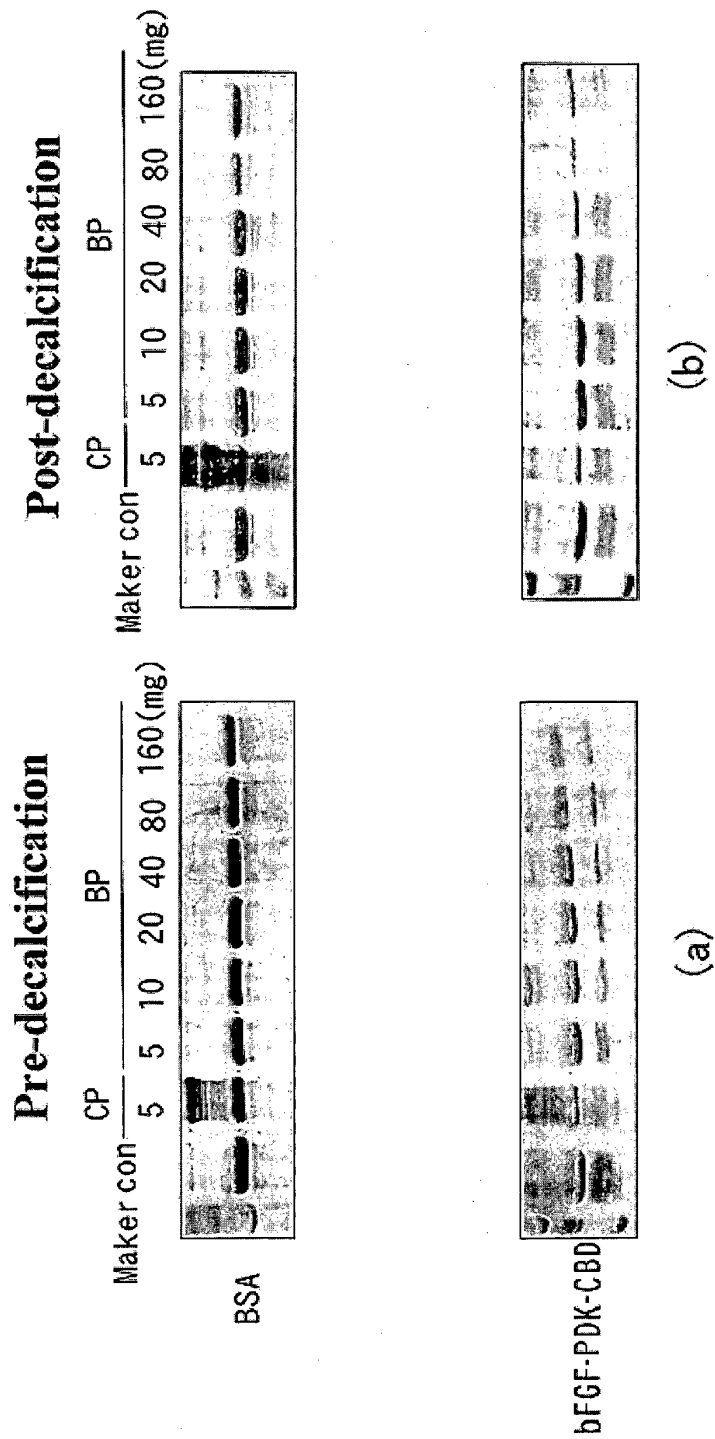 Pre-decalcification
CP BP
Maker con 5 5 10 20 40 80 160(mg)
BSA
bFGF-PDK-CBD
(a)
Post-decalcification
CP BP
Maker con 5 5 10 20 40 80 160(mg)
(b)